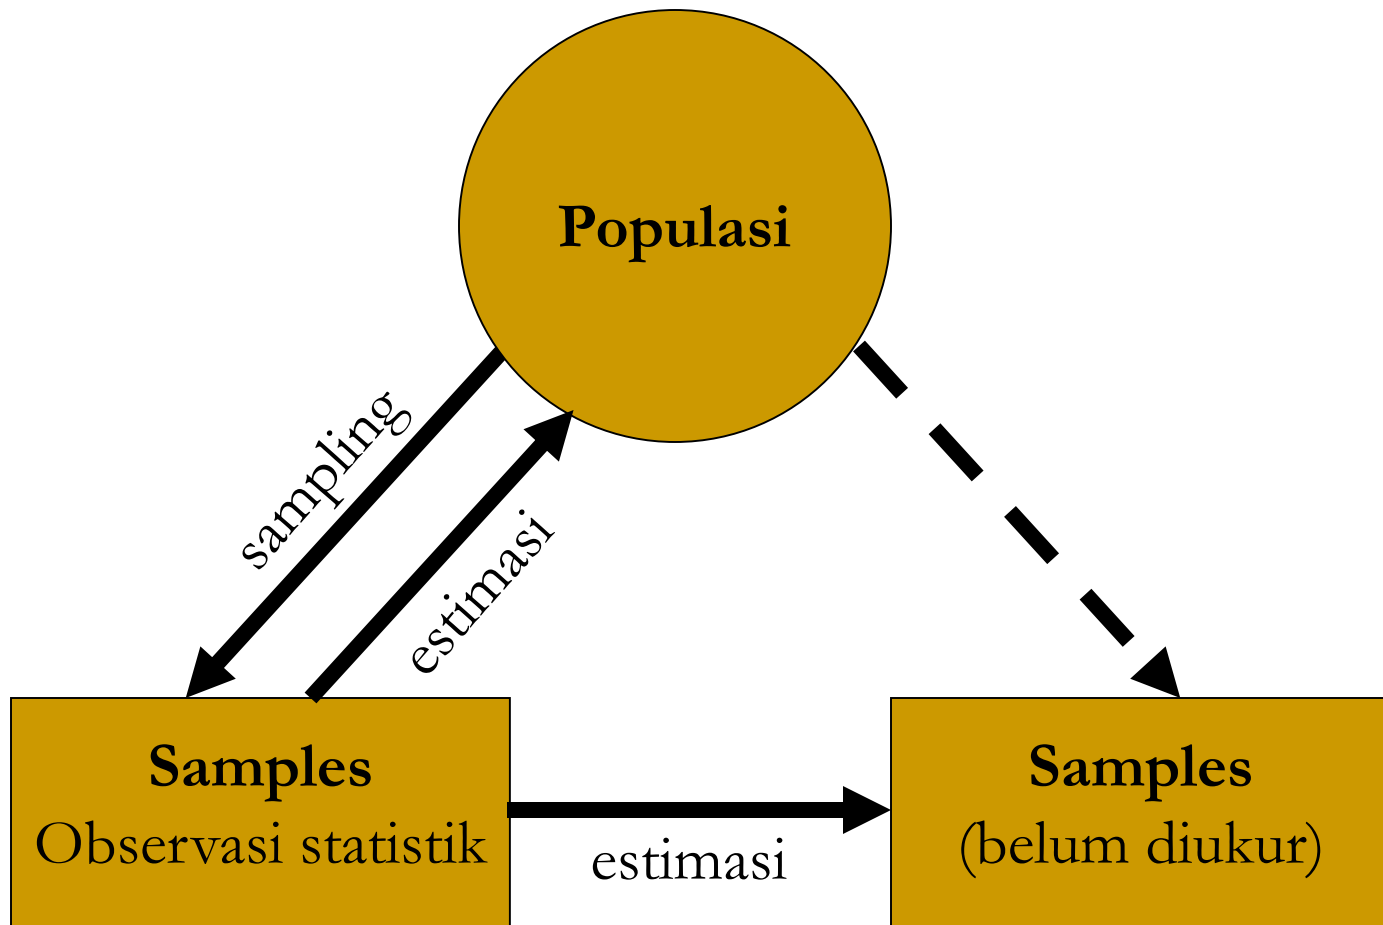 Populasi
sampling
estimasi
Samples
Observasi statistik
estimasi
Samples
(belum diukur)